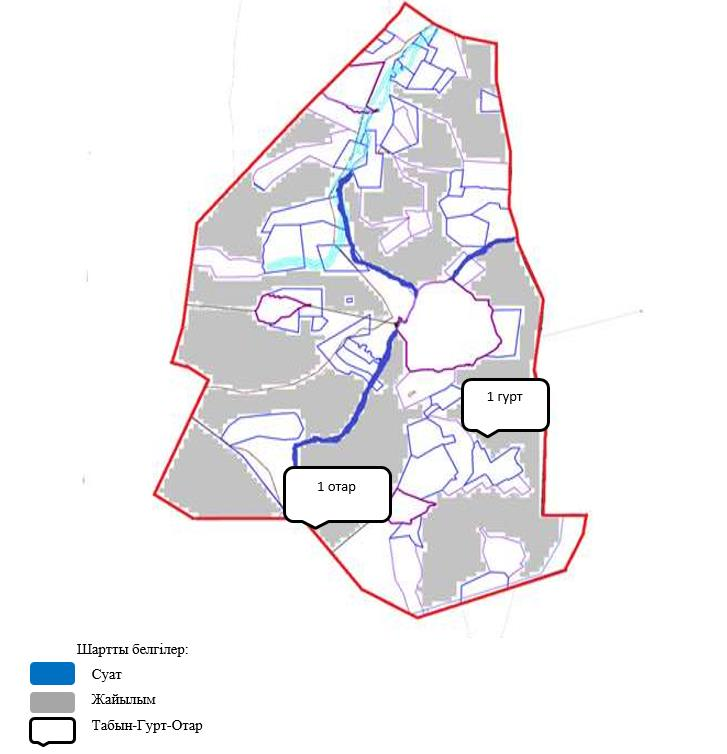 1 гурт
1 отар
Шартты белгілер:
Суат
Жайылым
Табын-Гурт-Отар